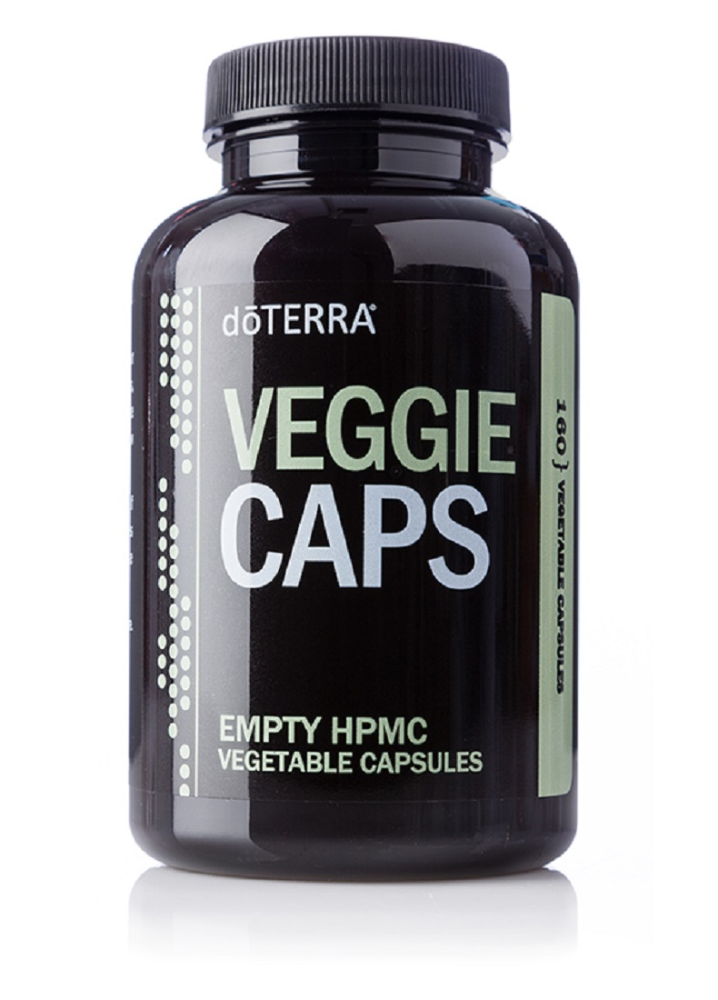 dōTERRA®
VEGGIE
CAPS
EMPTY HPMC
VEGETABLE CAPSULES
160 } VEGETABLE CAPSULES